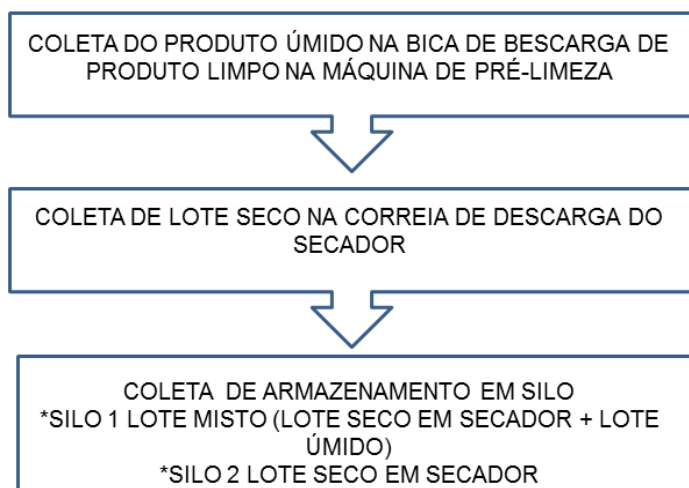 COLETA DO PRODUTO ÚMIDO NA BICA DE BESCARGA DE
PRODUTO LIMPO NA MÁQUINA DE PRÉ-LIMEZA
COLETA DE LOTE SECO NA CORREIA DE DESCARGA DO
SECADOR
COLETA DE ARMAZENAMENTO EM SILO
*SILO 1 LOTE MISTO (LOTE SECO EM SECADOR + LOTE
ÚMIDO)
*SILO 2 LOTE SECO EM SECADOR